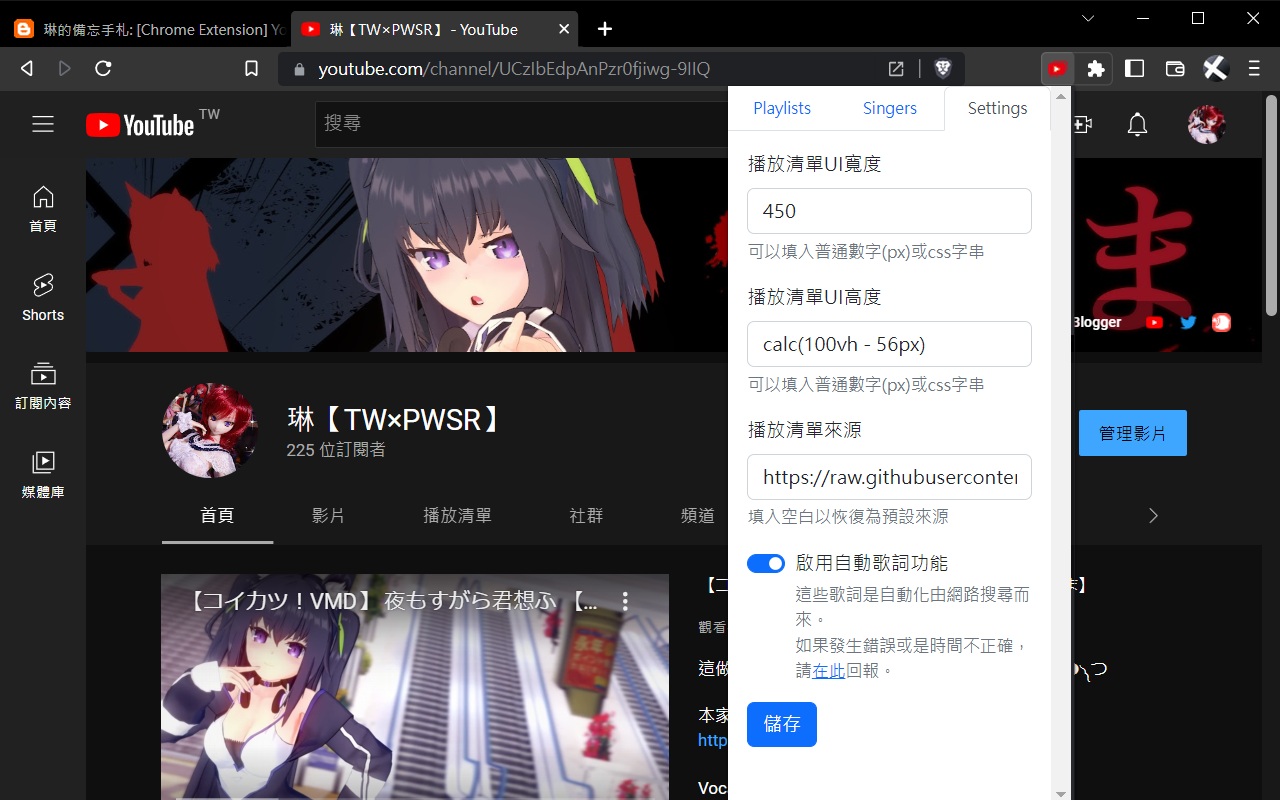 琳的備忘手札: [Chrome Extension] Yo
琳【TW×PWSR】 - YouTube
youtube.com/channel/UCzIbEdpAnPzr0fjiwg-9IIQ
YouTube TW
搜尋
首頁
Shorts
訂閱內容
媒體庫
ま
Blogger
琳【TW×PWSR】
225 位訂閱者
管理影片
首頁
影片
播放清單
社群
頻道
【コイカツ！VMD】夜もすがら君想ふ 【...
觀看
這做
本家
http
Voc
Playlists
Singers
Settings
播放清單UI寬度
450
可以填入普通數字(px)或css字串
播放清單UI高度
calc(100vh - 56px)
可以填入普通數字(px)或css字串
播放清單來源
https://raw.githubuserconter
填入空白以恢復為預設來源
啟用自動歌詞功能
這些歌詞是自動化由網路搜尋而
來。
如果發生錯誤或是時間不正確，
請在此回報。
儲存